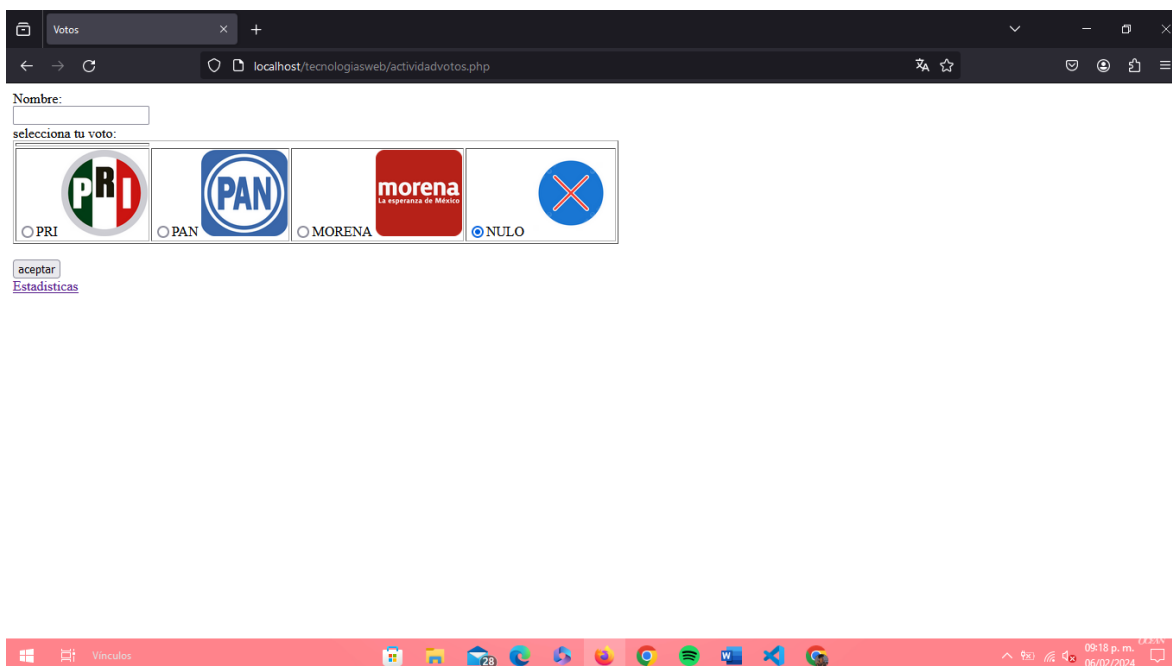 Votos
localhost/tecnologiasweb/actividadvotos.php
Nombre:
selecciona tu voto:
PRI PRI PAN PAN MORENA morena NULO
La esperanza de México
aceptar
Estadisticas
Vínculos
28
W
09:18 p. m.
06/02/2024
OCEAN